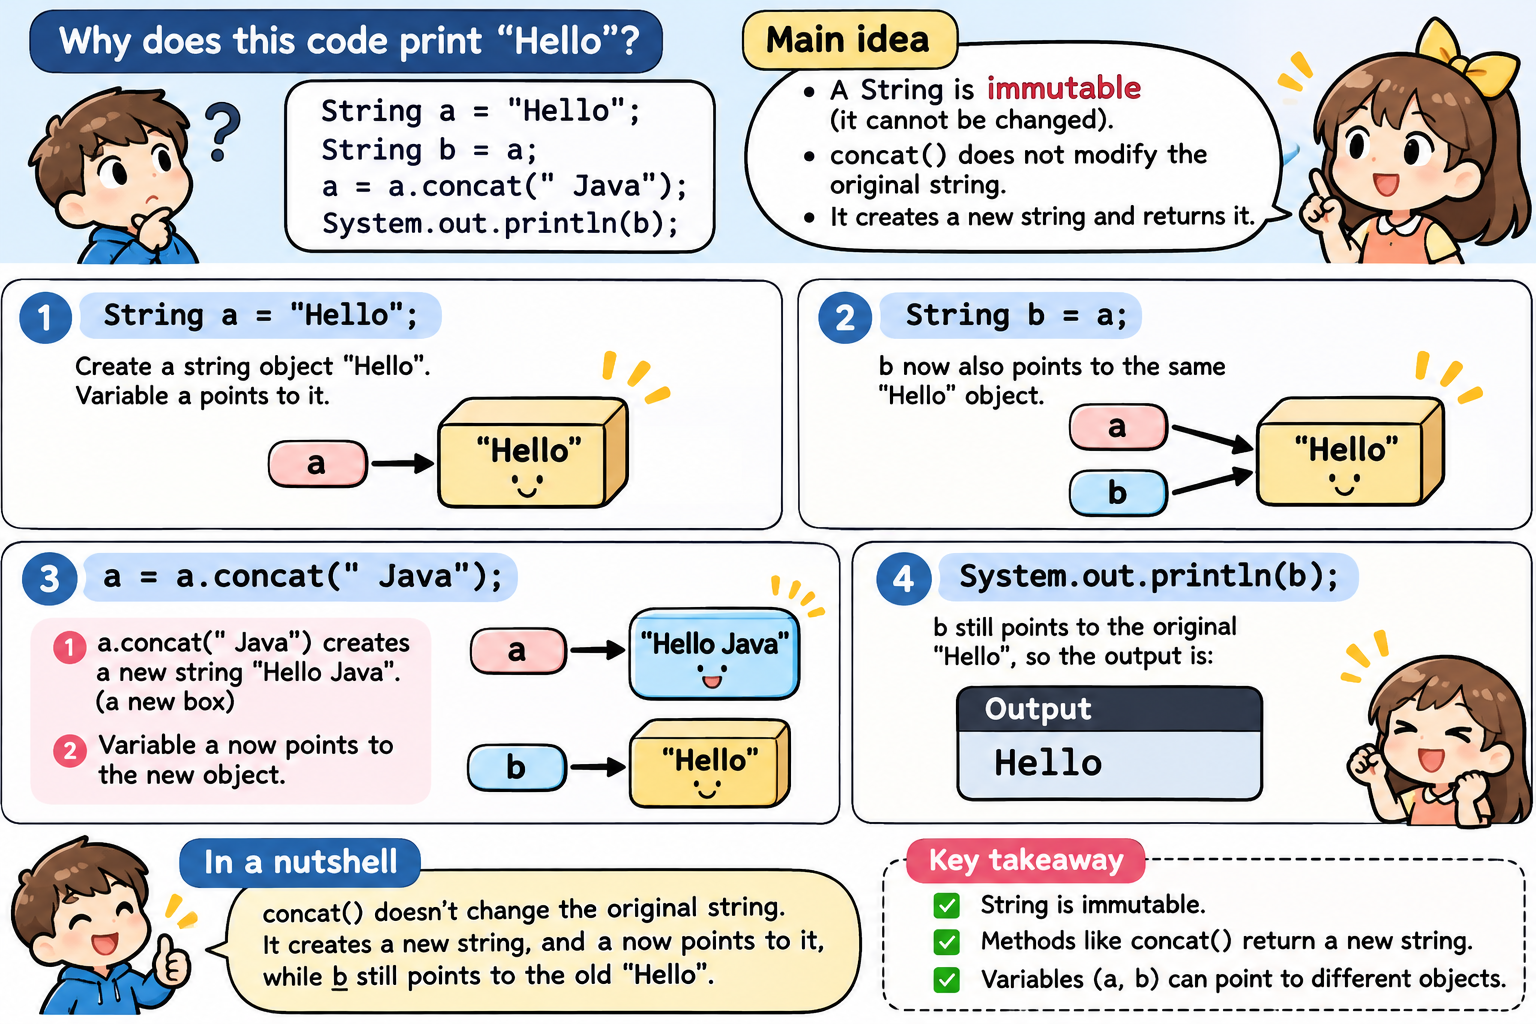 Why does this code print “Hello”?
?
String a = "Hello";
String b = a;
a = a.concat(" Java");
System.out.println(b);
Main idea
• A String is immutable
(it cannot be changed).
• concat() does not modify the
original string.
• It creates a new string and returns it.
1 String a = "Hello";
Create a string object “Hello”.
Variable a points to it.
a
“Hello”
2 String b = a;
b now also points to the same
"Hello" object.
a
b
“Hello”
3 a = a.concat(" Java");
1 a.concat(" Java") creates
a new string "Hello Java".
(a new box)
2 Variable a now points to
the new object.
a
"Hello Java"
b
“Hello”
4 System.out.println(b);
b still points to the original
"Hello", so the output is:
Output
Hello
In a nutshell
concat() doesn’t change the original string.
It creates a new string, and a now points to it,
while b still points to the old “Hello”.
Key takeaway
✅ String is immutable.
✅ Methods like concat() return a new string.
✅ Variables (a, b) can point to different objects.